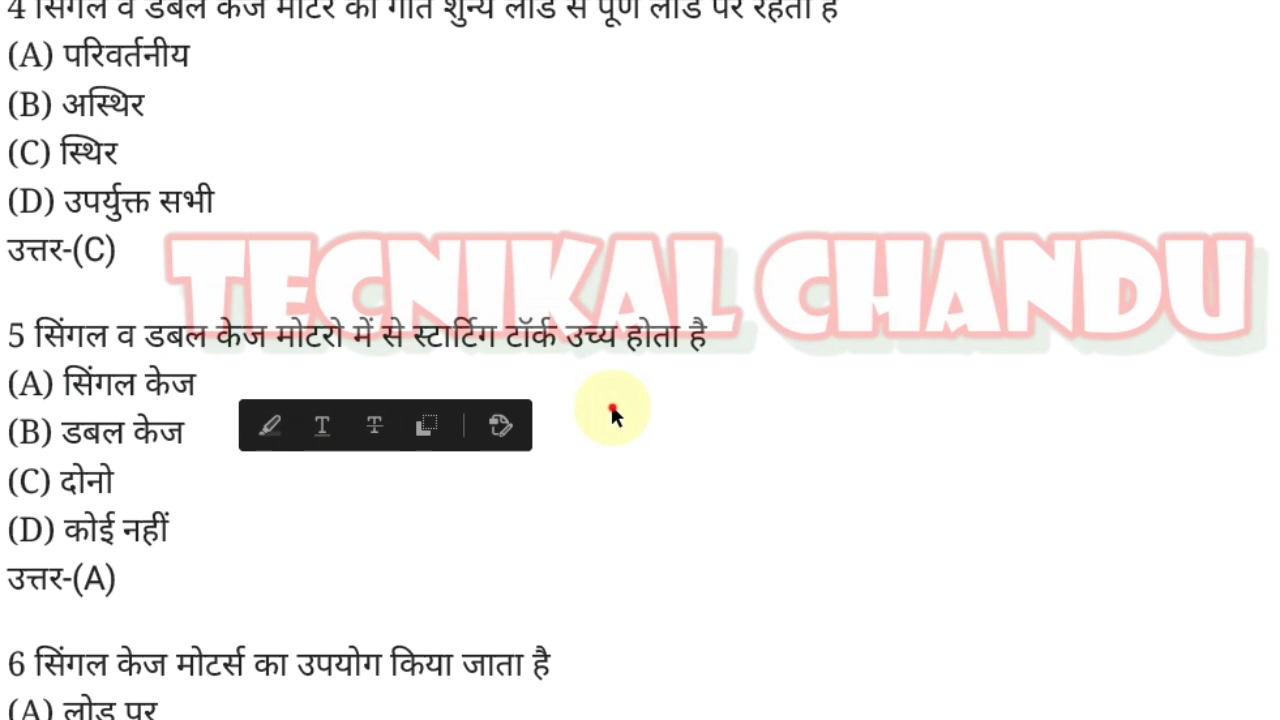 4 सिंगल व डबल केज मोटर की गति शुन्य लोड से पूर्ण लोड पर रहती है
(A) परिवर्तनीय
(B) अस्थिर
(C) स्थिर
(D) उपर्युक्त सभी
उत्तर-(C)
TECNIKAL CHANDU
5 सिंगल व डबल केज मोटरो में से स्टार्टिग टॉर्क उच्य होता है
(A) सिंगल केज
(B) डबल केज
(C) दोनो
(D) कोई नहीं
उत्तर-(A)
6 सिंगल केज मोटर्स का उपयोग किया जाता है
(A) लोड पर